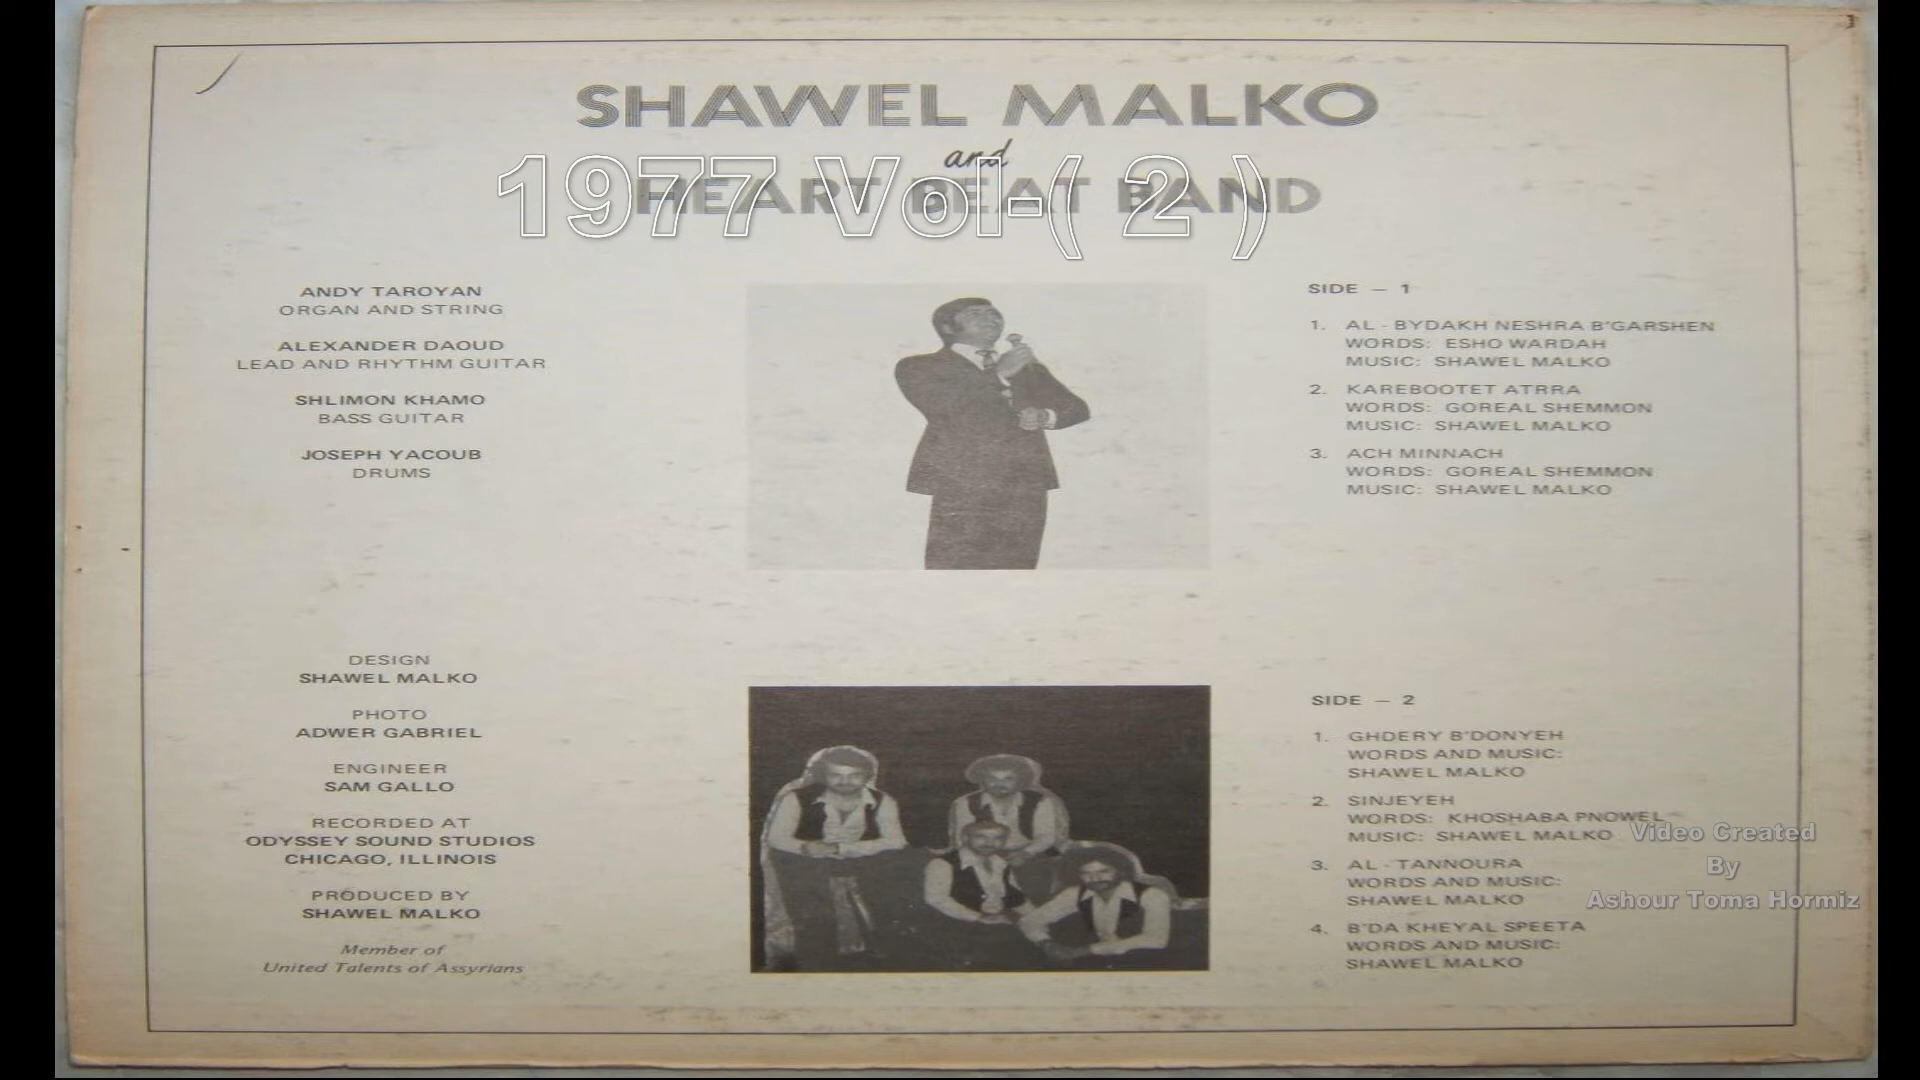 SHAWEL MALKO
and
HEART BEAT BAND
1977 Vol -( 2 )
ANDY TAROYAN
ORGAN AND STRING
ALEXANDER DAOUD
LEAD AND RHYTHM GUITAR
SHLIMON KHAMO
BASS GUITAR
JOSEPH YACOUB
DRUMS
DESIGN
SHAWEL MALKO
PHOTO
ADWER GABRIEL
ENGINEER
SAM GALLO
RECORDED AT
ODYSSEY SOUND STUDIOS
CHICAGO, ILLINOIS
PRODUCED BY
SHAWEL MALKO
Member of
United Talents of Assyrians
SIDE - 1
1. AL - BYDAKH NESHRA B'GARSHEN
WORDS: ESHO WARDAH
MUSIC: SHAWEL MALKO
2. KAREBOOTET ATRRA
WORDS: GOREAL SHEMMON
MUSIC: SHAWEL MALKO
3. ACH MINNACH
WORDS: GOREAL SHEMMON
MUSIC: SHAWEL MALKO
SIDE - 2
1. GHDERY B'DONYEH
WORDS AND MUSIC:
SHAWEL MALKO
2. SINJEYEH
WORDS: KHOSHABA PNOWEL
MUSIC: SHAWEL MALKO
3. AL - TANNOURA
WORDS AND MUSIC:
SHAWEL MALKO
4. B'DA KHEYAL SPEETA
WORDS AND MUSIC:
SHAWEL MALKO
Video Created
By
Ashour Toma Hormiz